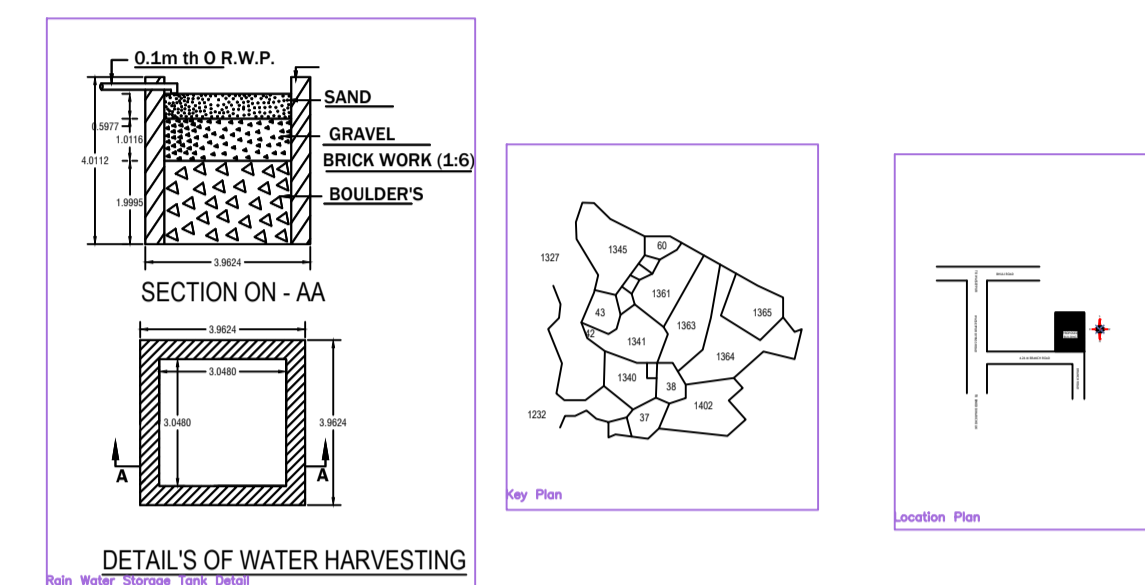 0.1m th O R.W.P.
SAND
0.5977
1.0116
GRAVEL
4.0112
BRICK WORK (1:6)
BOULDER'S
1.9995
3.9624
SECTION ON - AA
3.9624
3.0480
3.0480
3.9624
A
A
DETAIL'S OF WATER HARVESTING
Rain Water Storage Tank Detail
60
1345
1327
1361
43
1365
1363
42
1341
1364
1340
38
1402
1232
37
Key Plan
Location Plan